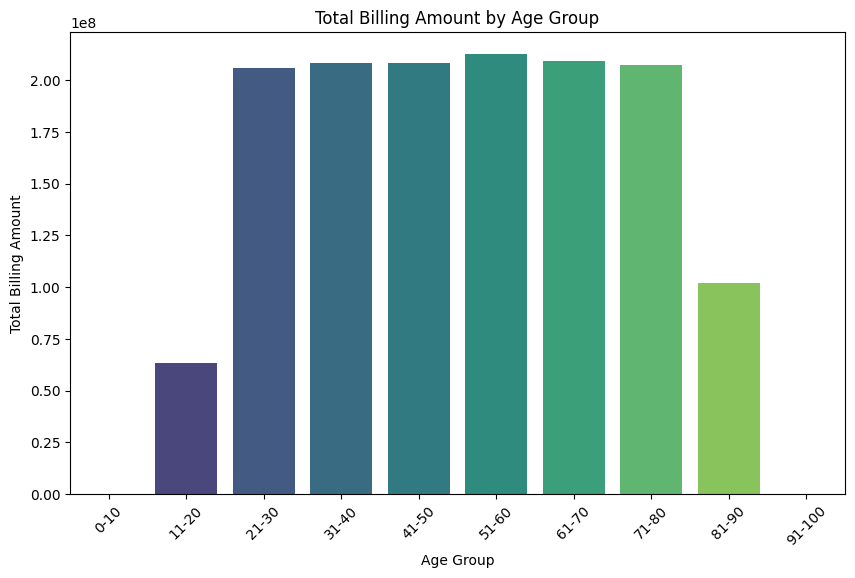 Total Billing Amount by Age Group
1e8
2.00
1.75
1.50
1.25
1.00
0.75
0.50
0.25
0.00
Total Billing Amount
0-10 11-20 21-30 31-40 41-50 51-60 61-70 71-80 81-90 91-100
Age Group